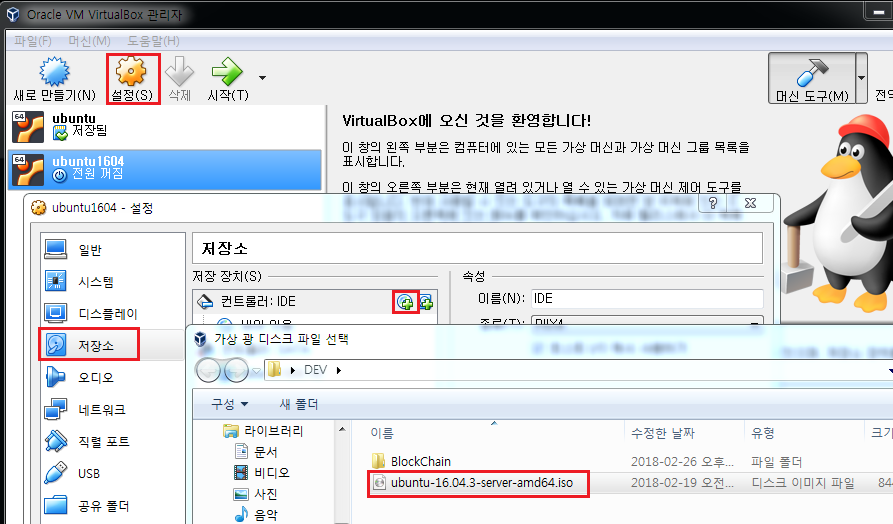 Oracle VM VirtualBox 관리자
파일(F) 머신(M) 도움말(H)
새로 만들기(N) 설정(S) 삭제 시작(T) 머신 도구(M)
64 ubuntu
저장됨
64 ubuntu1604
전원 꺼짐
VirtualBox에 오신 것을 환영합니다!
이 창의 왼쪽 부분은 컴퓨터에 있는 모든 가상 머신과 가상 머신 그룹 목록을
표시합니다.
이 창의 오른쪽 부분은 현재 열려 있거나 열 수 있는 가상 머신 제어 도구를
ubuntu1604 - 설정
일반
시스템
디스플레이
저장소
오디오
네트워크
직렬 포트
USB
공유 폴더
저장소
저장 장치(S)
컨트롤러: IDE
속성
이름(N): IDE
종류(T): PIIX4
가상 광 디스크 파일 선택
DEV
구성 새 폴더
라이브러리
문서
비디오
사진
음악
이름 수정한 날짜 유형 크기
BlockChain 2018-02-26 오후... 파일 폴더
ubuntu-16.04.3-server-amd64.iso 2018-02-19 오전... 디스크 이미지 파일 84